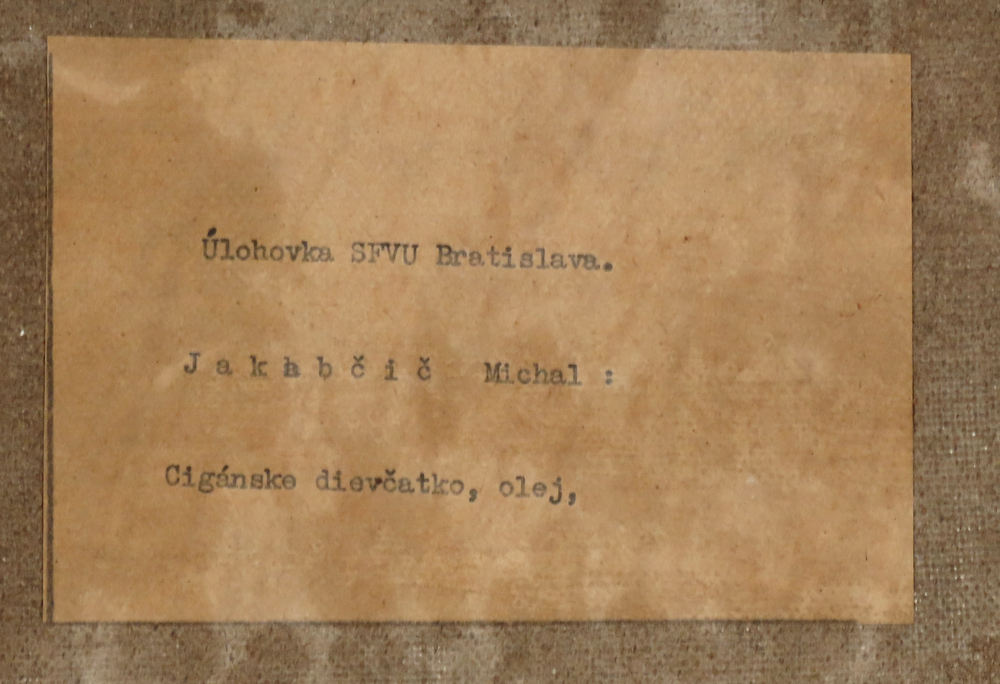 Úlohovka SFVU Bratislava.
J a k a b č i č Michal :
Cigánske dievčatko, olej,